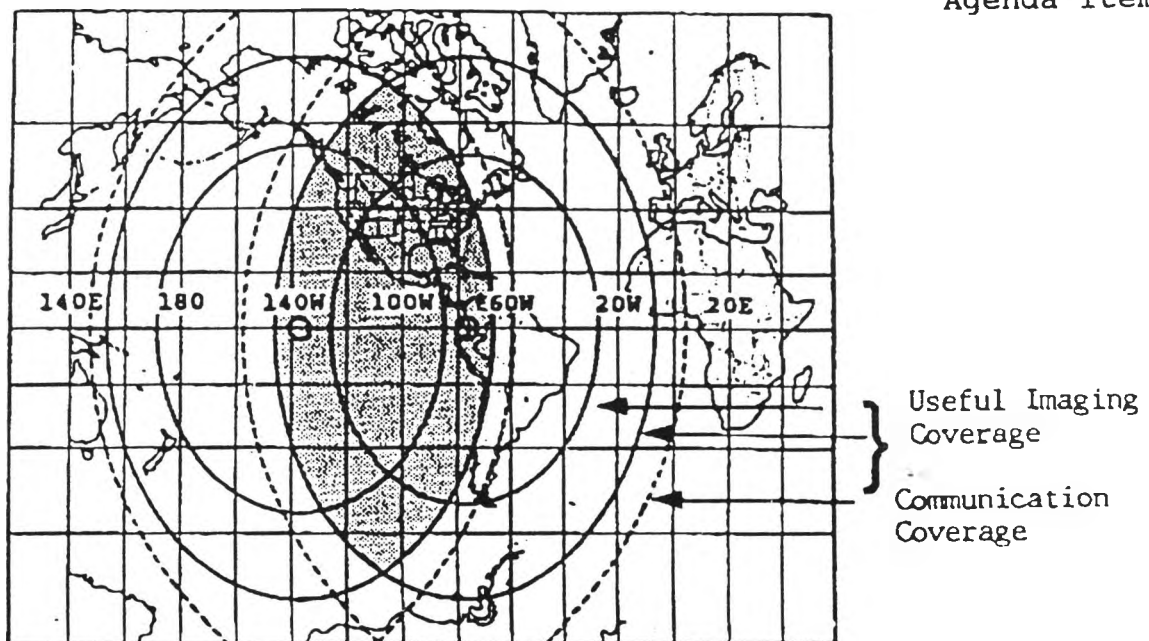 Agenda Item
140E 180 140W 100W 60W 20W 20E
Useful Imaging
Coverage
Communication
Coverage